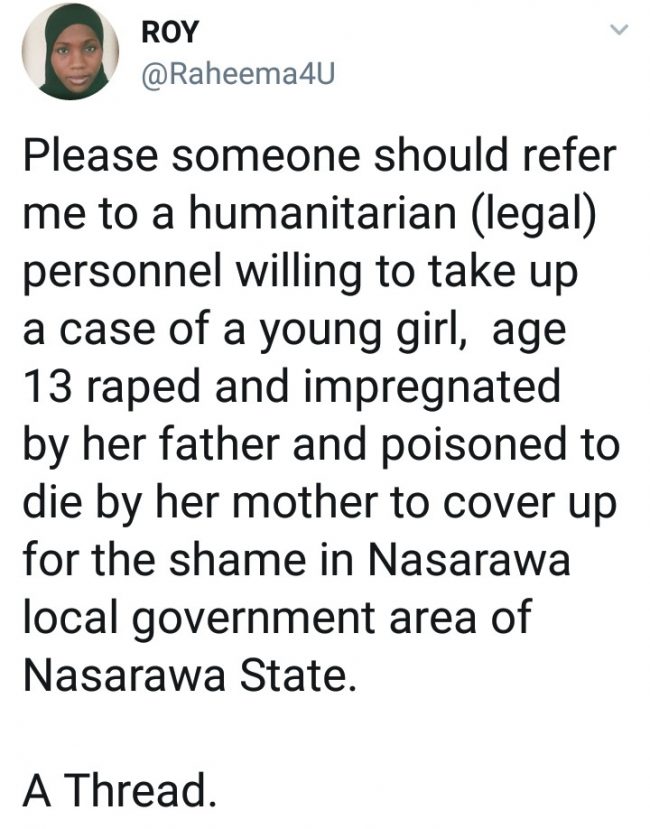 ROY
@Raheema4U
Please someone should refer
me to a humanitarian (legal)
personnel willing to take up
a case of a young girl,  age
13 raped and impregnated
by her father and poisoned to
die by her mother to cover up
for the shame in Nasarawa
local government area of
Nasarawa State.
A Thread.